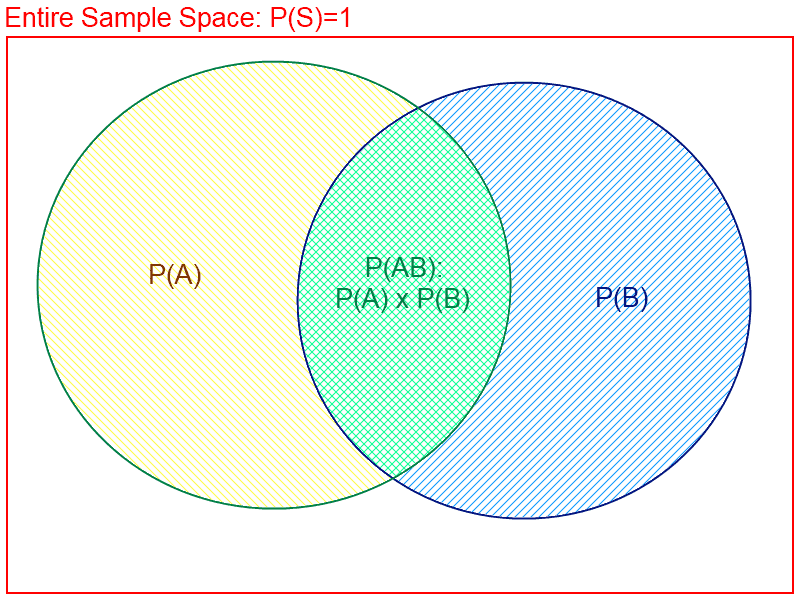 Entire Sample Space: P(S)=1
P(A)
P(AB):
P(A) x P(B)
P(B)